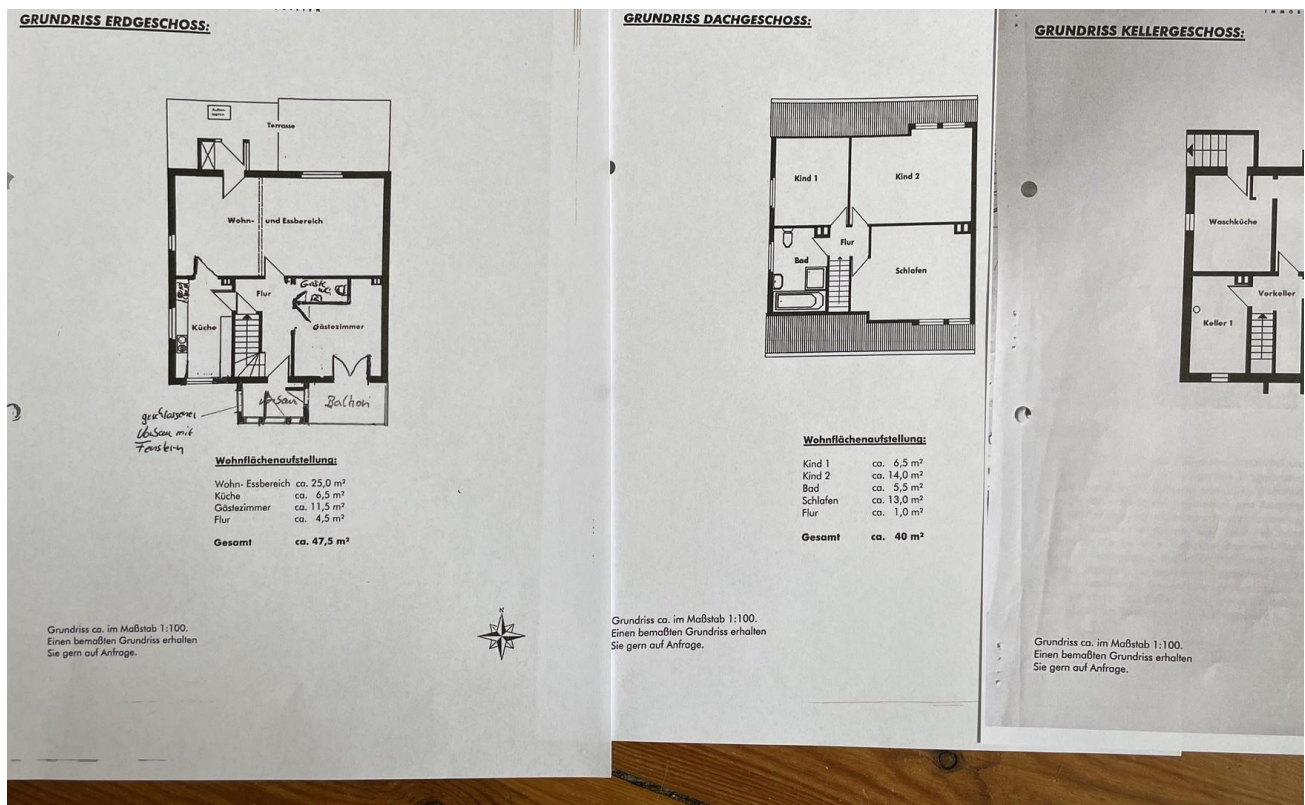 GRUNDRISS ERDGESCHOSS:
Terrasse
Wohn- und Essbereich
Flur
Gäste
Küche
Gästezimmer
Vorbau
Balkon
geschlossener
Vorbau mit
Fenstern
Wohnflächenaufstellung:
Wohn- Essbereich ca. 25,0 m²
Küche ca. 6,5 m²
Gästezimmer ca. 11,5 m²
Flur ca. 4,5 m²
Gesamt ca. 47,5 m²
N
Grundriss ca. im Maßstab 1:100.
Einen bemaßten Grundriss erhalten
Sie gern auf Anfrage.
GRUNDRISS DACHGESCHOSS:
Kind 1
Kind 2
Flur
Bad
Schlafen
Wohnflächenaufstellung:
Kind 1 ca. 6,5 m²
Kind 2 ca. 14,0 m²
Bad ca. 5,5 m²
Schlafen ca. 13,0 m²
Flur ca. 1,0 m²
Gesamt ca. 40 m²
Grundriss ca. im Maßstab 1:100.
Einen bemaßten Grundriss erhalten
Sie gern auf Anfrage.
GRUNDRISS KELLERGESCHOSS:
Waschküche
Vorkeller
Keller 1
Grundriss ca. im Maßstab 1:100.
Einen bemaßten Grundriss erhalten
Sie gern auf Anfrage.